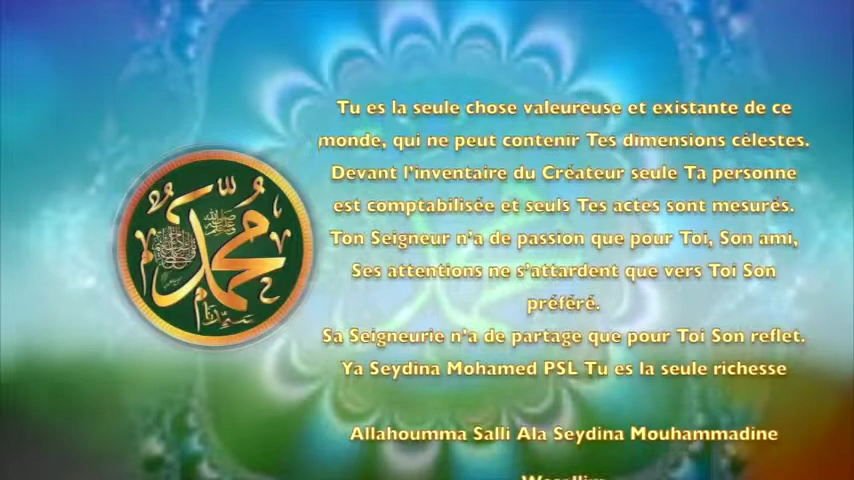 Tu es la seule chose valeureuse et existante de ce
monde, qui ne peut contenir Tes dimensions célestes.
Devant l'inventaire du Créateur seule Ta personne
est comptabilisée et seuls Tes actes sont mesurés.
Ton Seigneur n'a de passion que pour Toi, Son ami,
Ses attentions ne s'attardent que vers Toi Son
préféré.
Sa Seigneurie n'a de partage que pour Toi Son reflet.
Ya Seydina Mohamed PSL Tu es la seule richesse
Allahoumma Salli Ala Seydina Mouhammadine
محمد
سيدنا